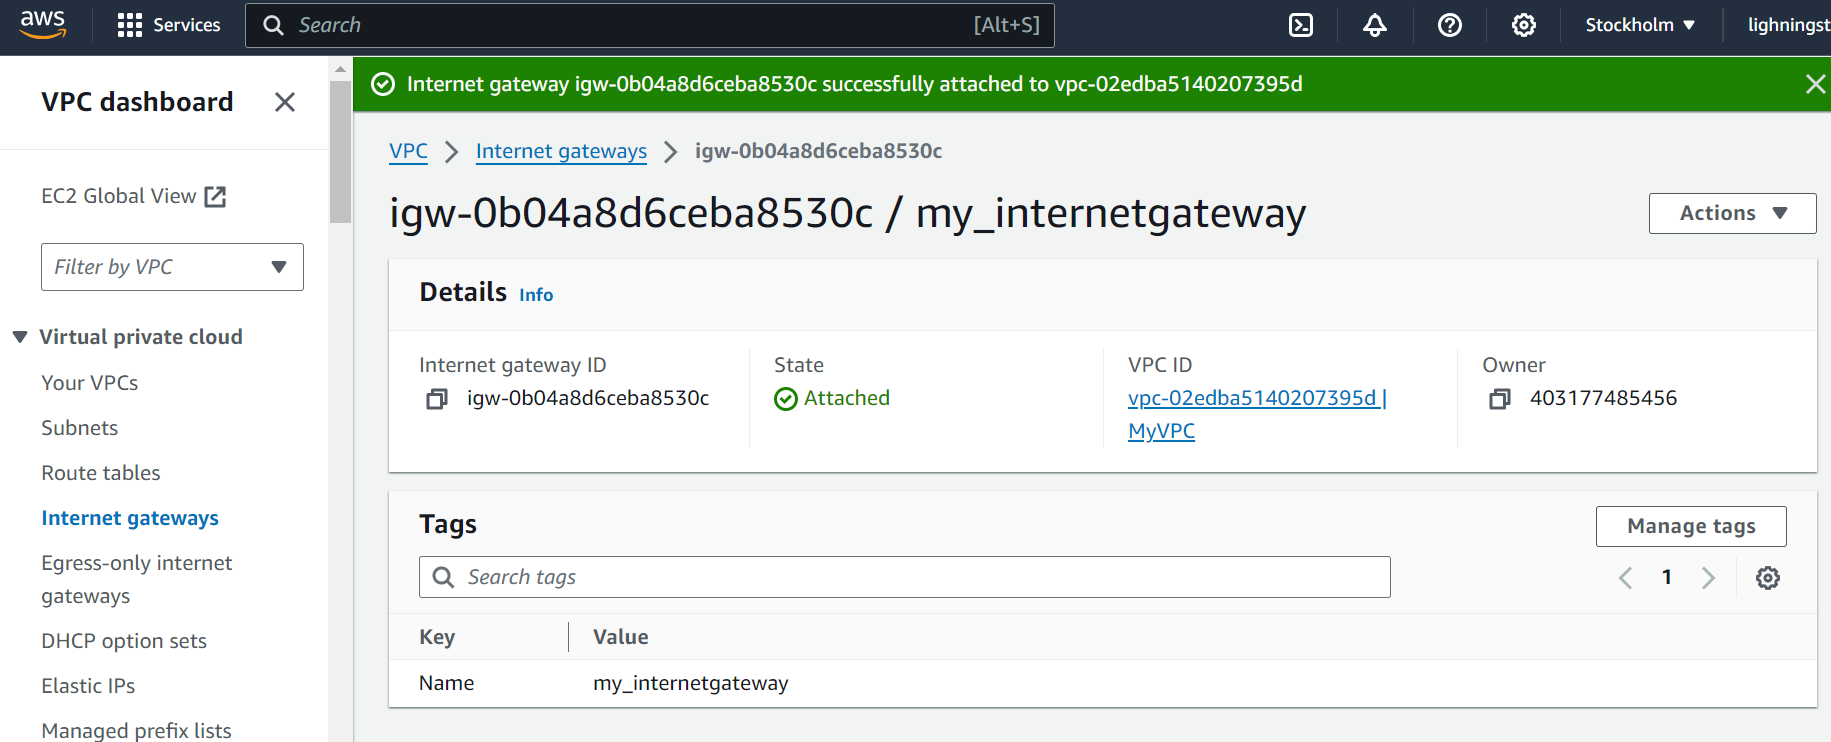 aws
Services
Search
[Alt+S]
Stockholm
lighningst
VPC dashboard
EC2 Global View
Filter by VPC
Virtual private cloud
Your VPCs
Subnets
Route tables
Internet gateways
Egress-only internet
gateways
DHCP option sets
Elastic IPs
Managed prefix lists
Internet gateway igw-0b04a8d6ceba8530c successfully attached to vpc-02edba5140207395d
VPC
Internet gateways
igw-0b04a8d6ceba8530c
igw-0b04a8d6ceba8530c / my_internetgateway
Actions
Details Info
Internet gateway ID
igw-0b04a8d6ceba8530c
State
Attached
VPC ID
vpc-02edba5140207395d |
MyVPC
Owner
403177485456
Tags
Manage tags
Search tags
1
Key
Value
Name
my_internetgateway